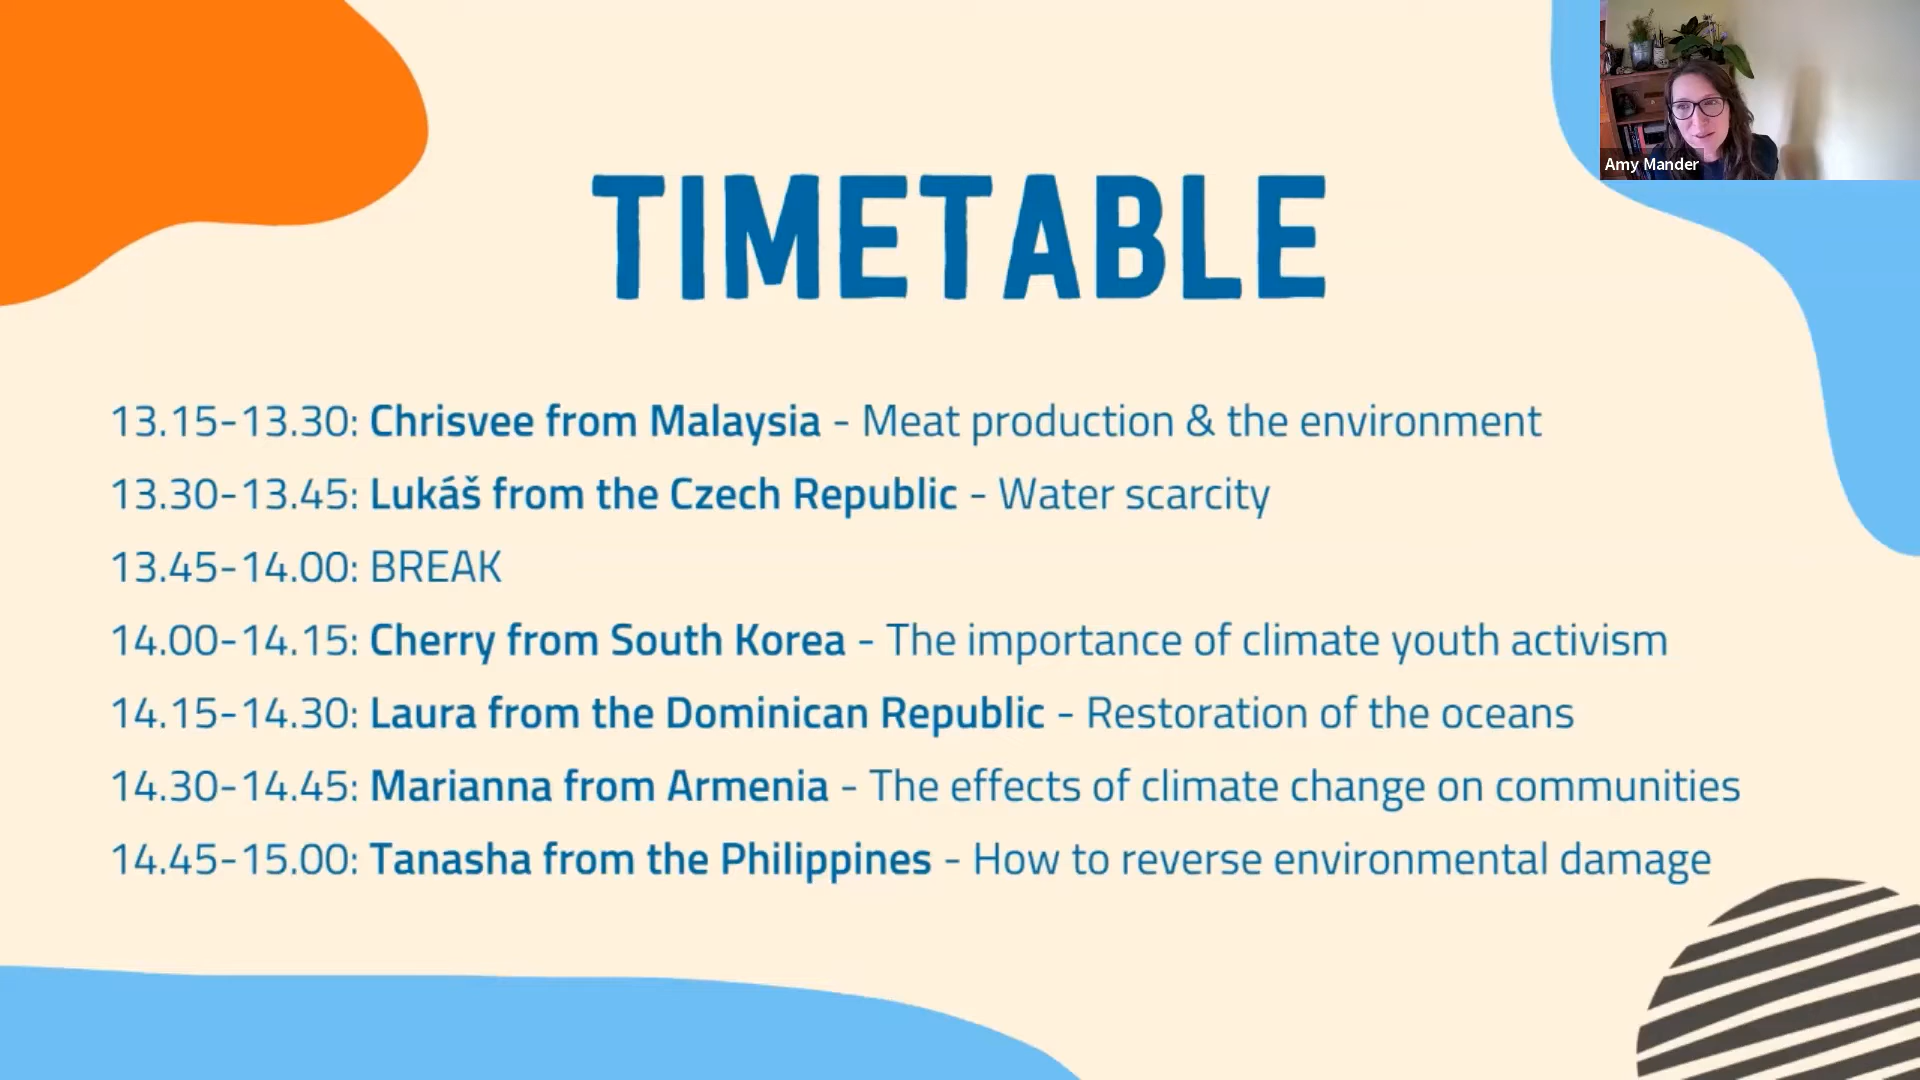 Amy Mander
TIMETABLE
13.15-13.30: Chrisvee from Malaysia - Meat production & the environment
13.30-13.45: Lukáš from the Czech Republic - Water scarcity
13.45-14.00: BREAK
14.00-14.15: Cherry from South Korea - The importance of climate youth activism
14.15-14.30: Laura from the Dominican Republic - Restoration of the oceans
14.30-14.45: Marianna from Armenia - The effects of climate change on communities
14.45-15.00: Tanasha from the Philippines - How to reverse environmental damage